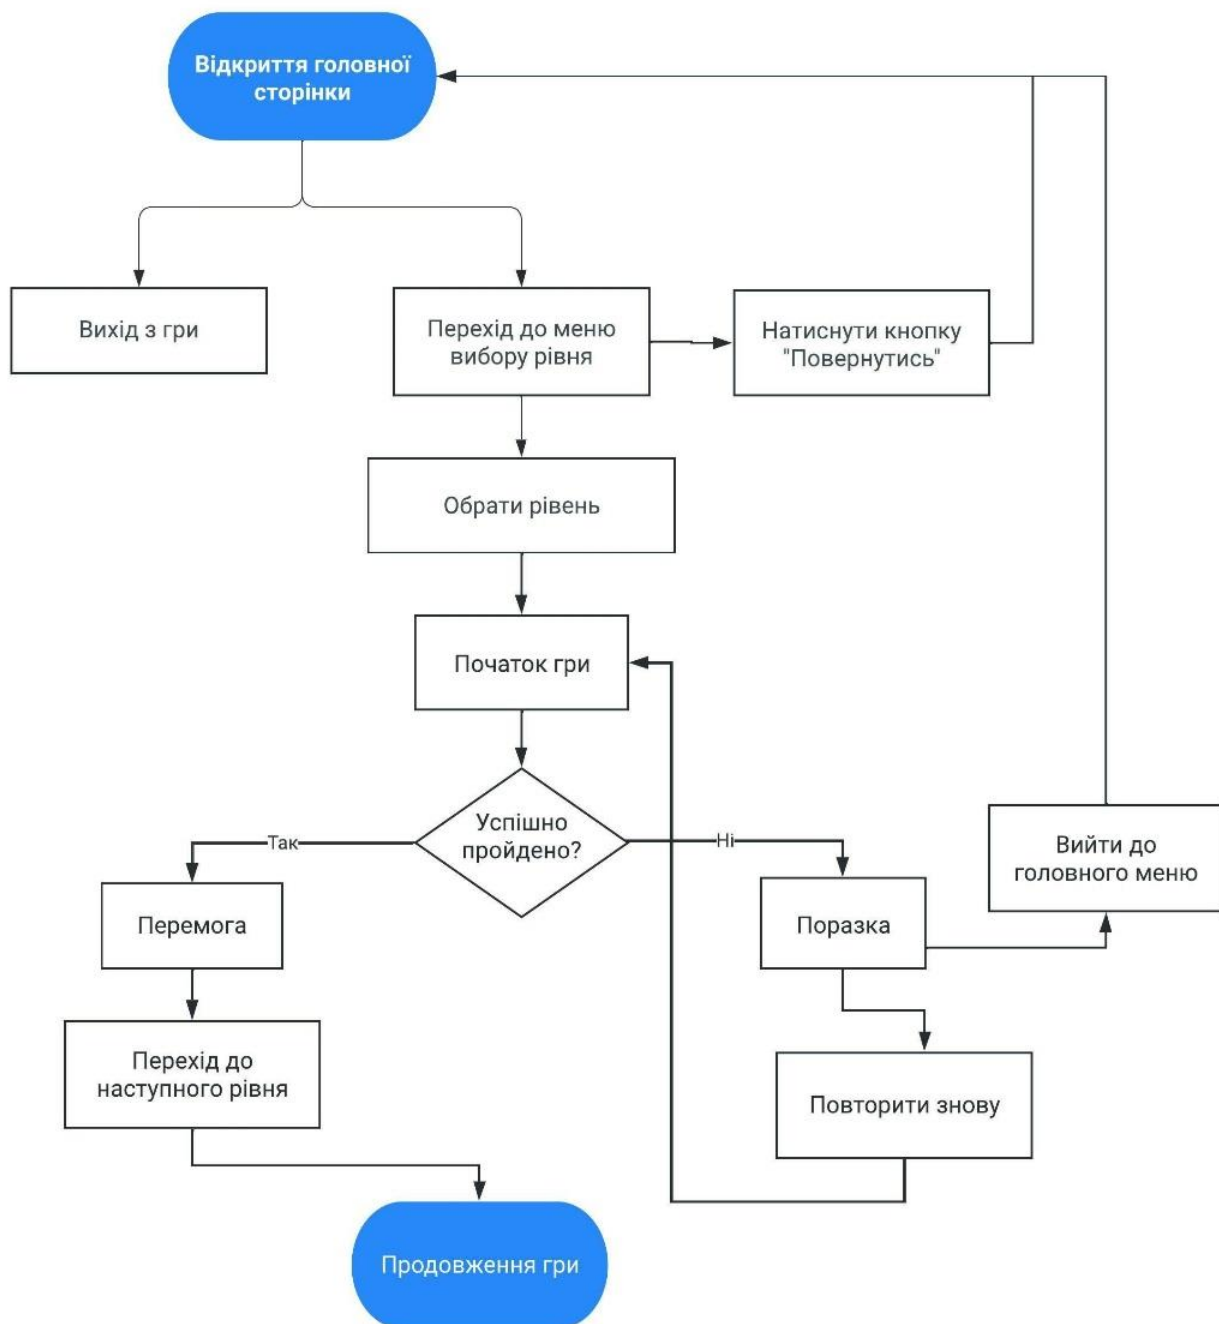 Відкриття головної
сторінки
Вихід з гри
Перехід до меню
вибору рівня
Натиснути кнопку
"Повернутись"
Обрати рівень
Початок гри
Успішно
пройдено?
Так
Ні
Вийти до
головного меню
Перемога
Поразка
Перехід до
наступного рівня
Повторити знову
Продовження гри